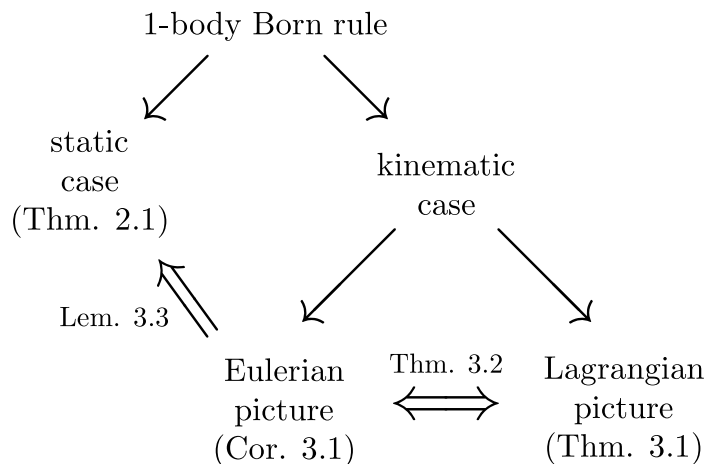 1-body Born rule
static
case
(Thm. 2.1)
kinematic
case
Lem. 3.3
Eulerian
picture
(Cor. 3.1)
Thm. 3.2
Lagrangian
picture
(Thm. 3.1)